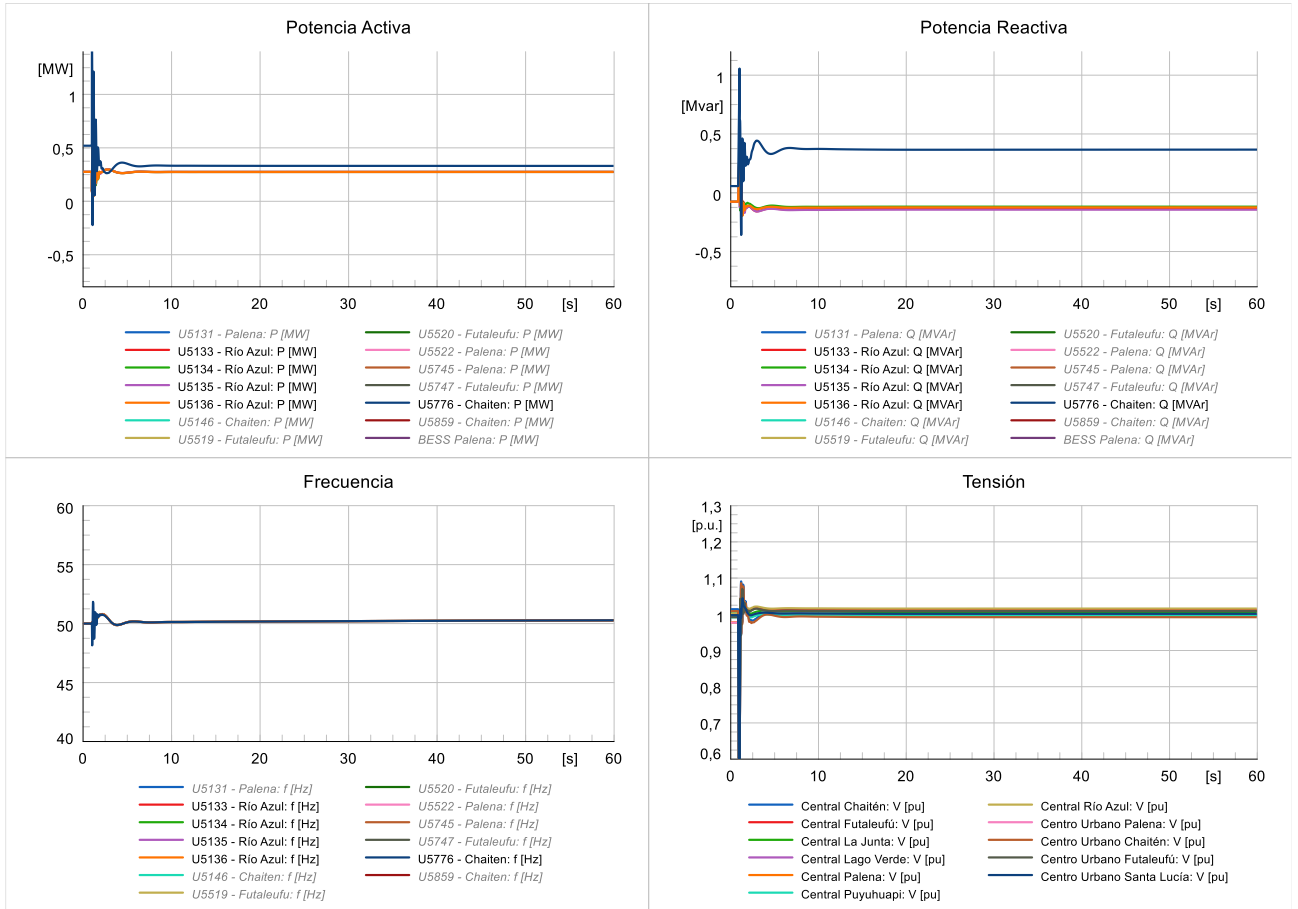 Potencia Activa
[MW]
1
0,5
0
-0,5
0 10 20 30 40 50 [s] 60
U5131 - Palena: P [MW] U5520 - Futaleufu: P [MW]
U5133 - Río Azul: P [MW] U5522 - Palena: P [MW]
U5134 - Río Azul: P [MW] U5745 - Palena: P [MW]
U5135 - Río Azul: P [MW] U5747 - Futaleufu: P [MW]
U5136 - Río Azul: P [MW] U5776 - Chaiten: P [MW]
U5146 - Chaiten: P [MW] U5859 - Chaiten: P [MW]
U5519 - Futaleufu: P [MW] BESS Palena: P [MW]
Potencia Reactiva
1
[Mvar]
0,5
0
-0,5
0 10 20 30 40 50 [s] 60
U5131 - Palena: Q [MVAr] U5520 - Futaleufu: Q [MVAr]
U5133 - Río Azul: Q [MVAr] U5522 - Palena: Q [MVAr]
U5134 - Río Azul: Q [MVAr] U5745 - Palena: Q [MVAr]
U5135 - Río Azul: Q [MVAr] U5747 - Futaleufu: Q [MVAr]
U5136 - Río Azul: Q [MVAr] U5776 - Chaiten: Q [MVAr]
U5146 - Chaiten: Q [MVAr] U5859 - Chaiten: Q [MVAr]
U5519 - Futaleufu: Q [MVAr] BESS Palena: Q [MVAr]
Frecuencia
60
55
50
45
40
0 10 20 30 40 50 [s] 60
U5131 - Palena: f [Hz] U5520 - Futaleufu: f [Hz]
U5133 - Río Azul: f [Hz] U5522 - Palena: f [Hz]
U5134 - Río Azul: f [Hz] U5745 - Palena: f [Hz]
U5135 - Río Azul: f [Hz] U5747 - Futaleufu: f [Hz]
U5136 - Río Azul: f [Hz] U5776 - Chaiten: f [Hz]
U5146 - Chaiten: f [Hz] U5859 - Chaiten: f [Hz]
U5519 - Futaleufu: f [Hz]
Tensión
1,3
[p.u.]
1,2
1,1
1
0,9
0,8
0,7
0,6
0 10 20 30 40 50 [s] 60
Central Chaitén: V [pu] Central Río Azul: V [pu]
Central Futaleufú: V [pu] Centro Urbano Palena: V [pu]
Central La Junta: V [pu] Centro Urbano Chaitén: V [pu]
Central Lago Verde: V [pu] Centro Urbano Futaleufú: V [pu]
Central Palena: V [pu] Centro Urbano Santa Lucía: V [pu]
Central Puyuhuapi: V [pu]